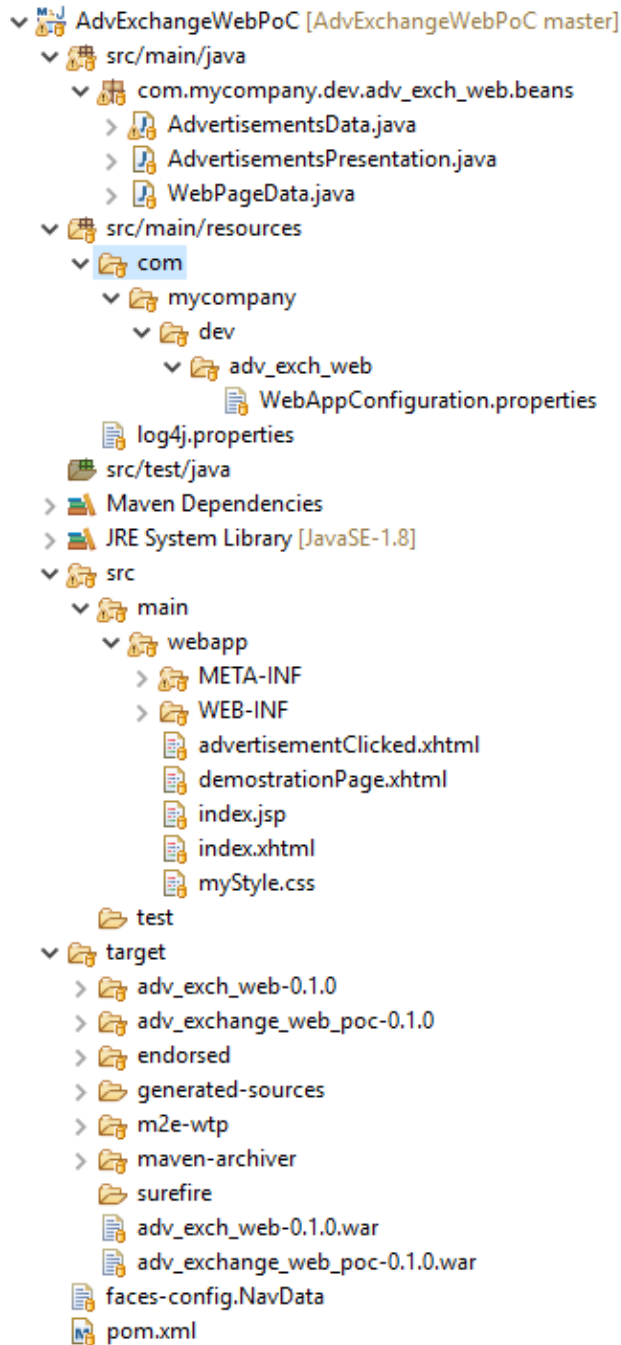 AdvExchangeWebPoC [AdvExchangeWebPoC master]
src/main/java
com.mycompany.dev.adv_exch_web.beans
AdvertisementsData.java
AdvertisementsPresentation.java
WebPageData.java
src/main/resources
com
mycompany
dev
adv_exch_web
WebAppConfiguration.properties
log4j.properties
src/test/java
Maven Dependencies
JRE System Library [JavaSE-1.8]
src
main
webapp
META-INF
WEB-INF
advertisementClicked.xhtml
demostrationPage.xhtml
index.jsp
index.xhtml
myStyle.css
test
target
adv_exch_web-0.1.0
adv_exchange_web_poc-0.1.0
endorsed
generated-sources
m2e-wtp
maven-archiver
surefire
adv_exch_web-0.1.0.war
adv_exchange_web_poc-0.1.0.war
faces-config.NavData
pom.xml